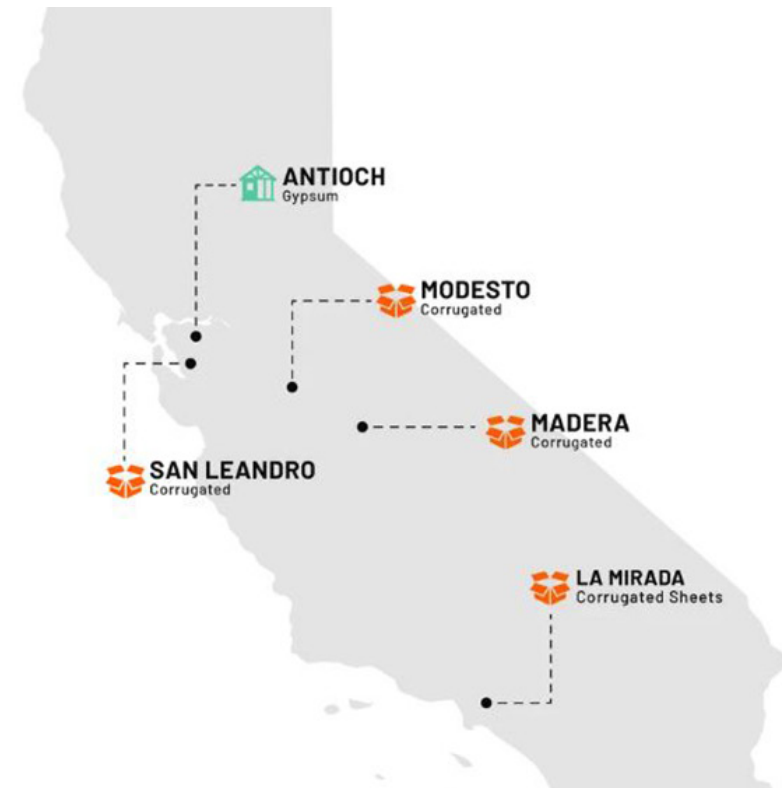 ANTIOCH
Gypsum
MODESTO
Corrugated
MADERA
Corrugated
SAN LEANDRO
Corrugated
LA MIRADA
Corrugated Sheets